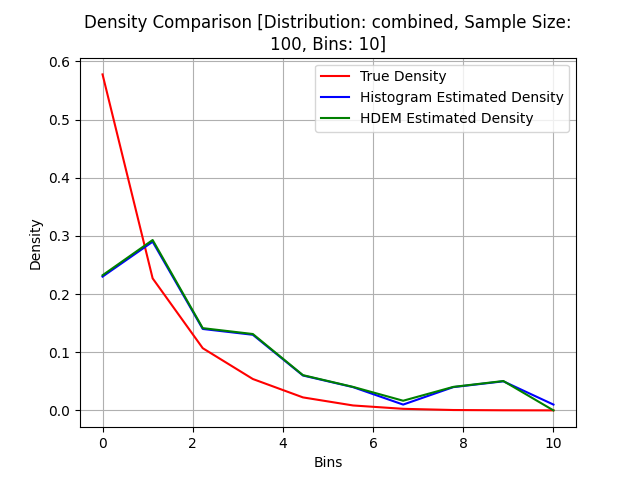 Density Comparison [Distribution: combined, Sample Size:
100, Bins: 10]
True Density
Histogram Estimated Density
HDEM Estimated Density
Density
0.6
0.5
0.4
0.3
0.2
0.1
0.0
0 2 4 6 8 10
Bins